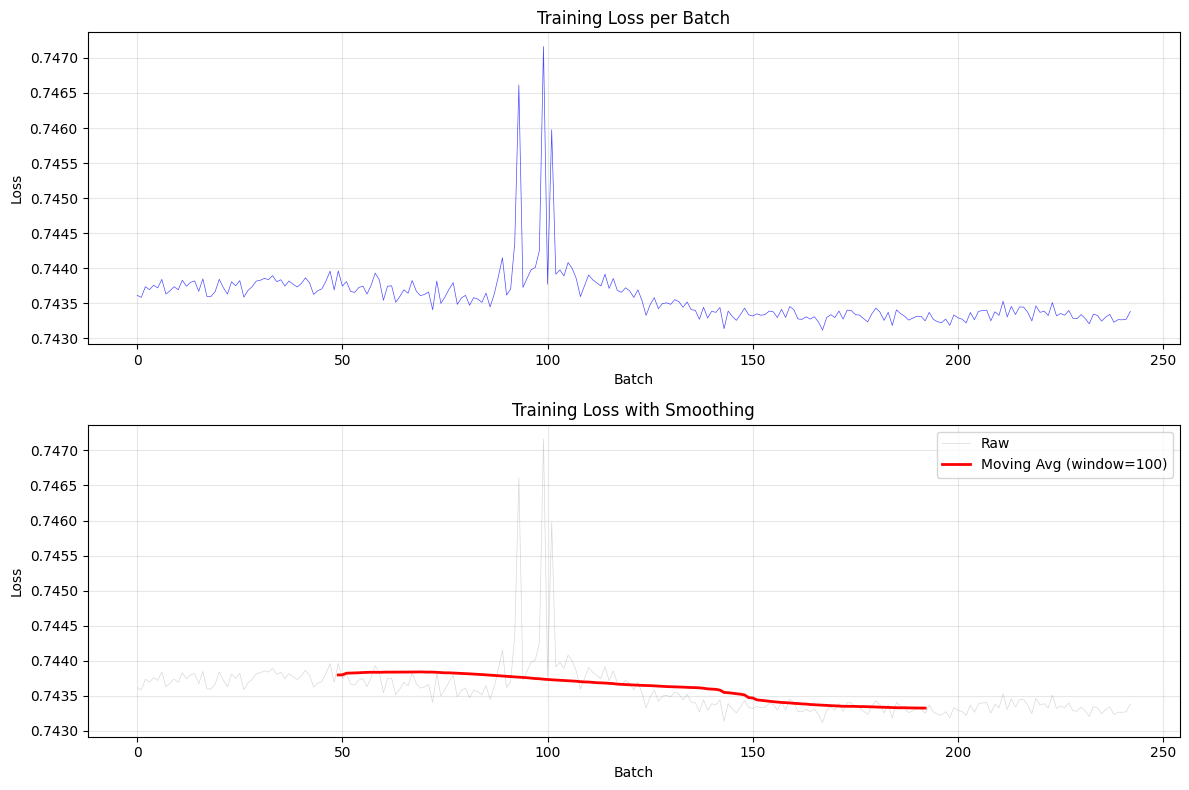 Training Loss per Batch
0.7470
0.7465
0.7460
0.7455
0.7450
0.7445
0.7440
0.7435
0.7430
Loss
0 50 100 150 200 250
Batch
Training Loss with Smoothing
Raw
Moving Avg (window=100)
0.7470
0.7465
0.7460
0.7455
0.7450
0.7445
0.7440
0.7435
0.7430
Loss
0 50 100 150 200 250
Batch